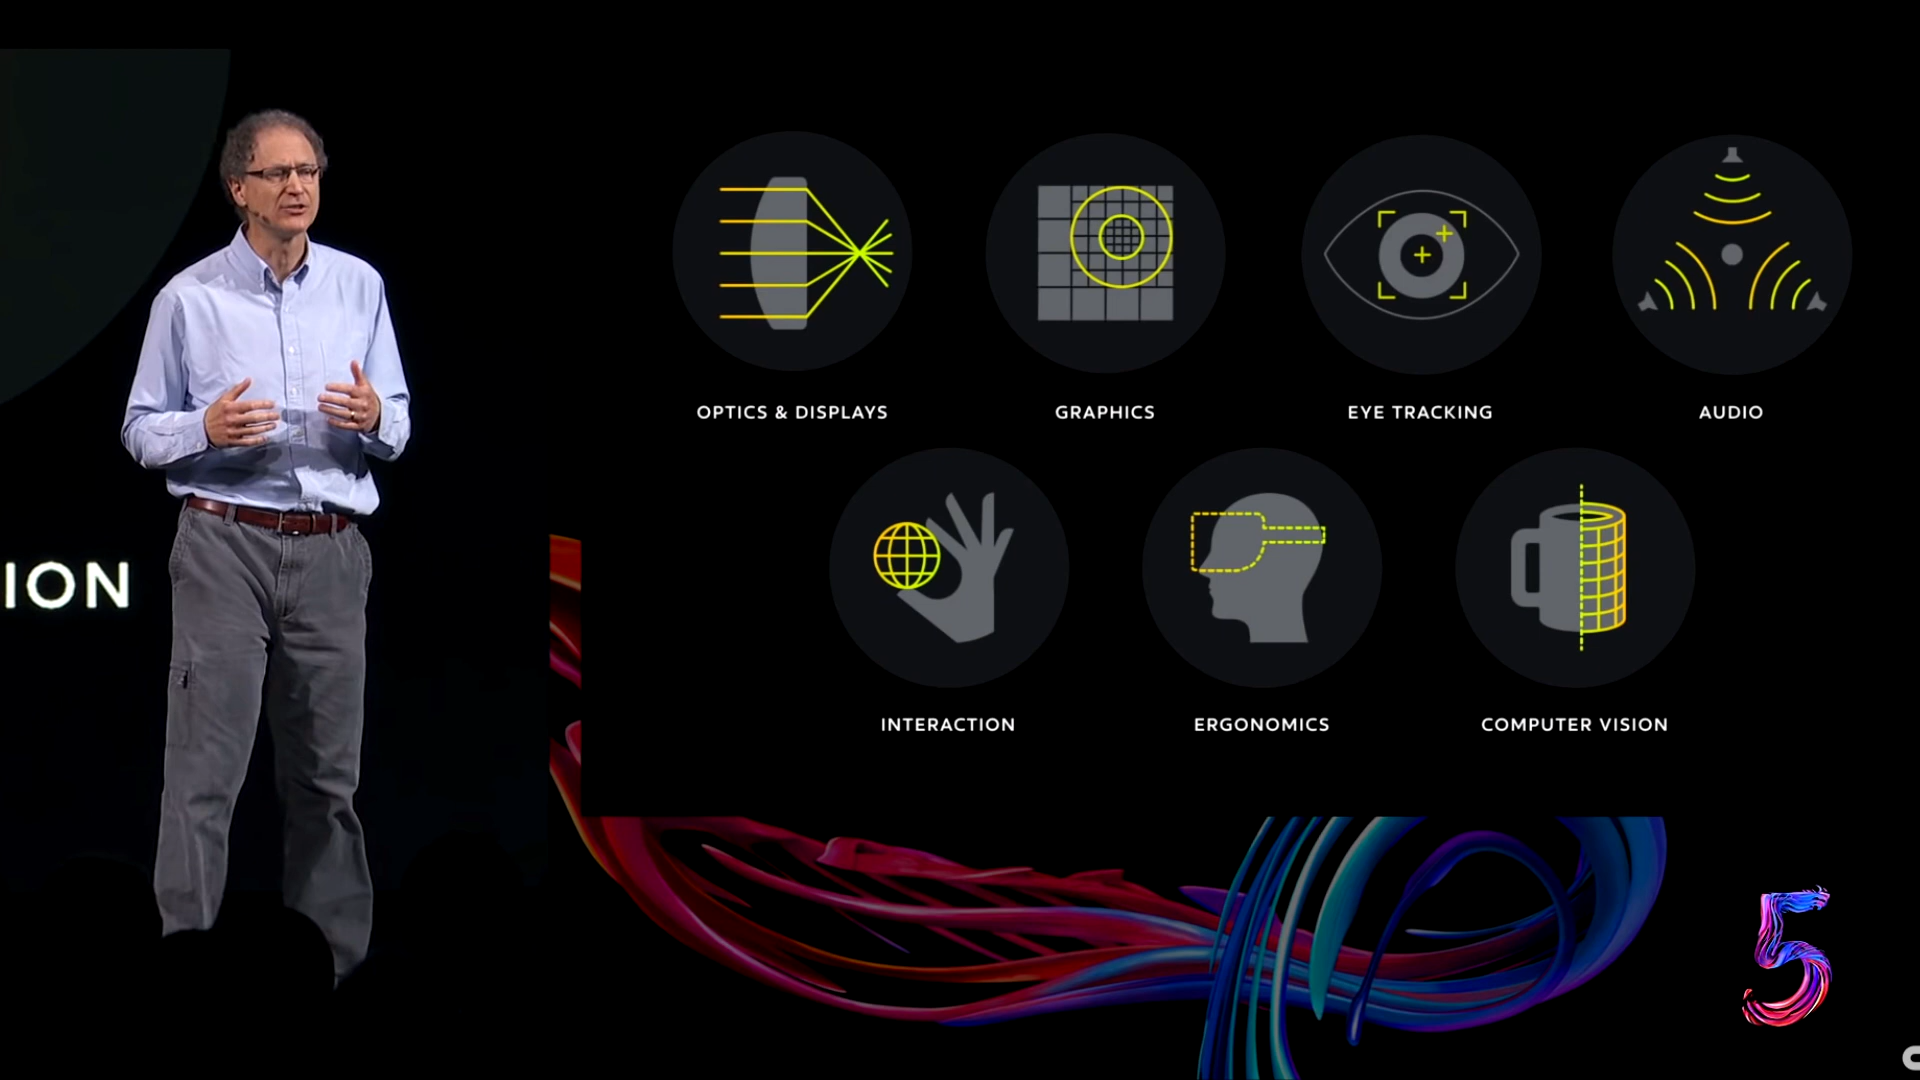 OPTICS & DISPLAYS
GRAPHICS
EYE TRACKING
AUDIO
INTERACTION
ERGONOMICS
COMPUTER VISION
ION
5